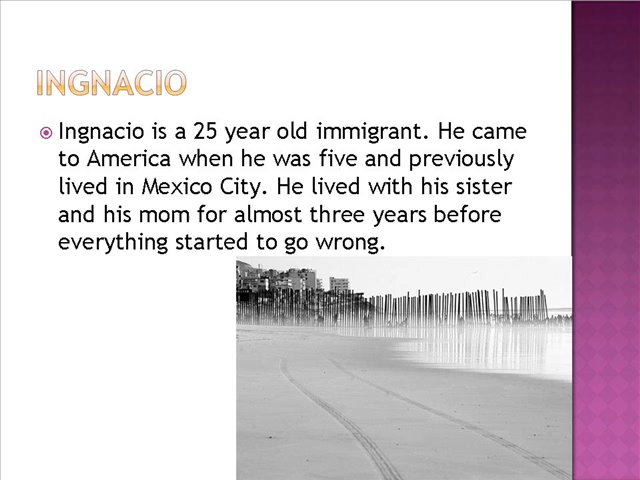 INGNACIO
Ingnacio is a 25 year old immigrant. He came
to America when he was five and previously
lived in Mexico City. He lived with his sister
and his mom for almost three years before
everything started to go wrong.